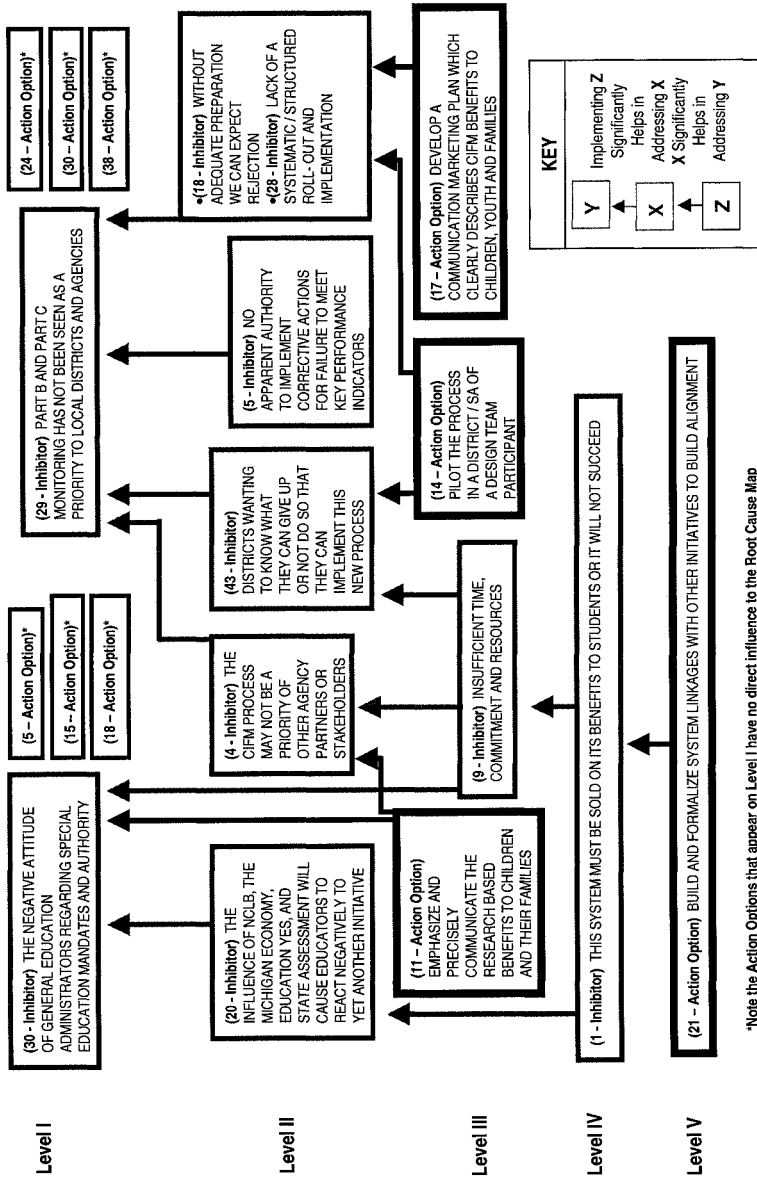 Level I
(30 - Inhibitor) THE NEGATIVE ATTITUDE
OF GENERAL EDUCATION
ADMINISTRATORS REGARDING SPECIAL
EDUCATION MANDATES AND AUTHORITY
(5 – Action Option)*
(15 – Action Option)*
(18 – Action Option)*
(29 - Inhibitor) PART B AND PART C
MONITORING HAS NOT BEEN SEEN AS A
PRIORITY TO LOCAL DISTRICTS AND AGENCIES
(24 – Action Option)*
(30 – Action Option)*
(38 – Action Option)*
Level II
(20 - Inhibitor) THE
INFLUENCE OF NCLB, THE
MICHIGAN ECONOMY,
EDUCATION YES, AND
STATE ASSESSMENT WILL
CAUSE EDUCATORS TO
REACT NEGATIVELY TO
YET ANOTHER INITIATIVE
(4 - Inhibitor) THE
CIFM PROCESS
MAY NOT BE A
PRIORITY OF
OTHER AGENCY
PARTNERS OR
STAKEHOLDERS
(43 - Inhibitor)
DISTRICTS WANTING
TO KNOW WHAT
THEY CAN GIVE UP
OR NOT DO SO THAT
THEY CAN
IMPLEMENT THIS
NEW PROCESS
(5 - Inhibitor) NO
APPARENT AUTHORITY
TO IMPLEMENT
CORRECTIVE ACTIONS
FOR FAILURE TO MEET
KEY PERFORMANCE
INDICATORS
•(18 - Inhibitor) WITHOUT
ADEQUATE PREPARATION
WE CAN EXPECT
REJECTION
•(28 - Inhibitor) LACK OF A
SYSTEMATIC / STRUCTURED
ROLL- OUT AND
IMPLEMENTATION
Level III
(11 – Action Option)
EMPHASIZE AND
PRECISELY
COMMUNICATE THE
RESEARCH BASED
BENEFITS TO CHILDREN
AND THEIR FAMILIES
(9 - Inhibitor) INSUFFICIENT TIME,
COMMITMENT AND RESOURCES
(14 – Action Option)
PILOT THE PROCESS
IN A DISTRICT / SA OF
A DESIGN TEAM
PARTICIPANT
(17 – Action Option) DEVELOP A
COMMUNICATION MARKETING PLAN WHICH
CLEARLY DESCRIBES CIFM BENEFITS TO
CHILDREN, YOUTH AND FAMILIES
Level IV
(1 - Inhibitor) THIS SYSTEM MUST BE SOLD ON ITS BENEFITS TO STUDENTS OR IT WILL NOT SUCCEED
Level V
(21 – Action Option) BUILD AND FORMALIZE SYSTEM LINKAGES WITH OTHER INITIATIVES TO BUILD ALIGNMENT
KEY
Y
X
Z
Implementing Z
Significantly
Helps in
Addressing X
X Significantly
Helps in
Addressing Y
*Note the Action Options that appear on Level I have no direct influence to the Root Cause Map